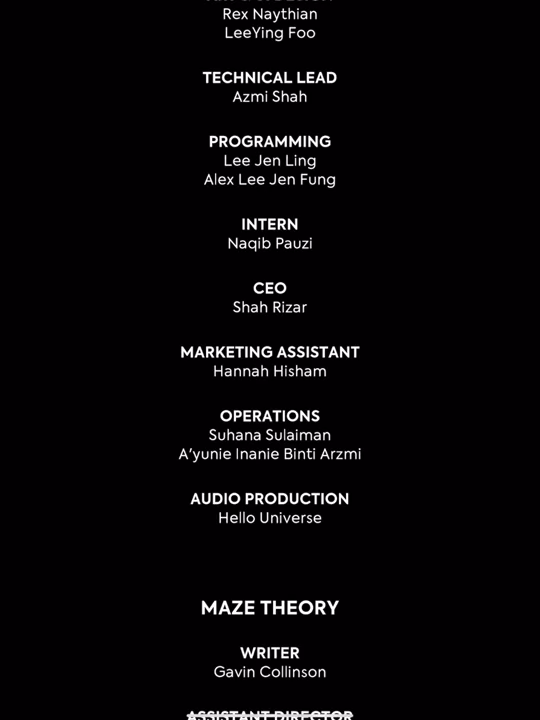 Rex Naythian
LeeYing Foo
TECHNICAL LEAD
Azmi Shah
PROGRAMMING
Lee Jen Ling
Alex Lee Jen Fung
INTERN
Naqib Pauzi
CEO
Shah Rizar
MARKETING ASSISTANT
Hannah Hisham
OPERATIONS
Suhana Sulaiman
A'yunie Inanie Binti Arzmi
AUDIO PRODUCTION
Hello Universe
MAZE THEORY
WRITER
Gavin Collinson
ASSISTANT DIRECTOR